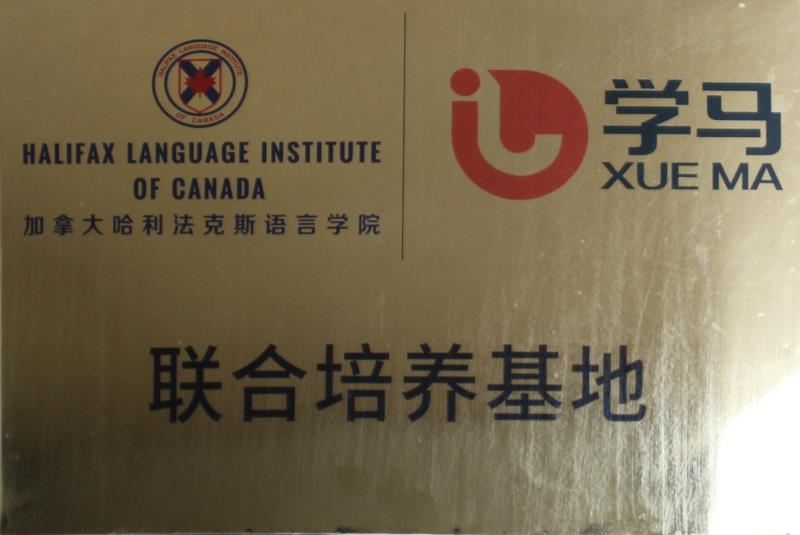 HALIFAX LANGUAGE INSTITUTE
OF CANADA
HALIFAX LANGUAGE INSTITUTE
OF CANADA
加拿大哈利法克斯语言学院
学马
XUE MA
联合培养基地